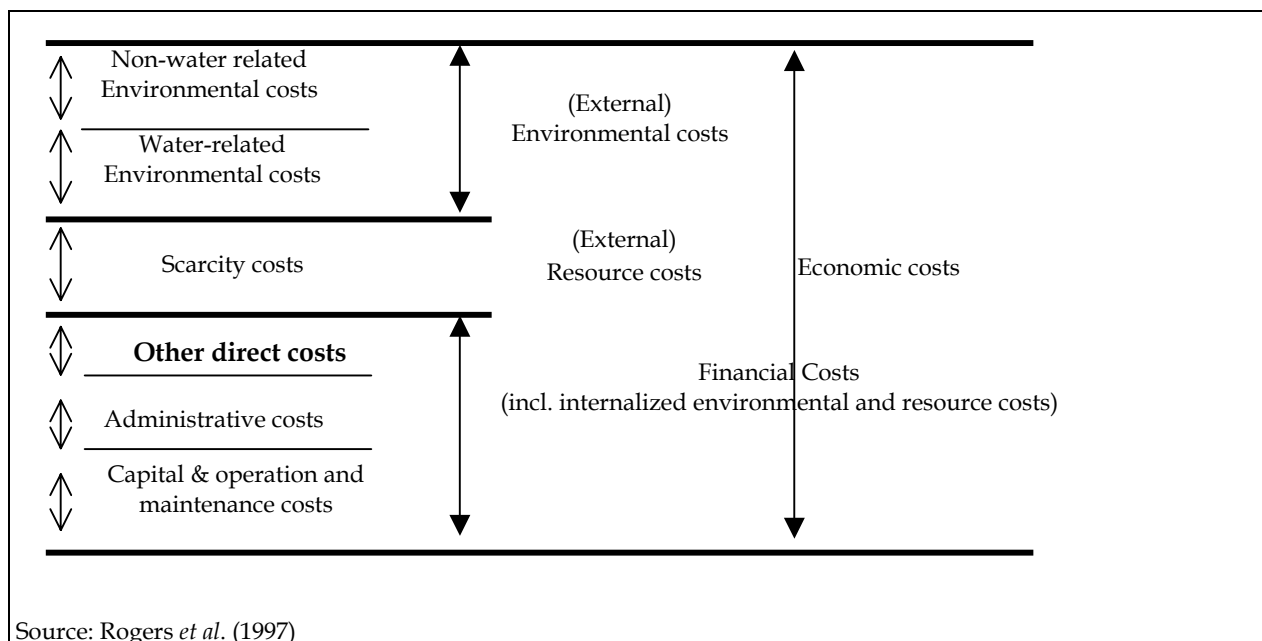 Non-water related
Environmental costs
(External)
Environmental costs
Water-related
Environmental costs
Scarcity costs
(External)
Resource costs
Economic costs
Other direct costs
Financial Costs
(incl. internalized environmental and resource costs)
Administrative costs
Capital & operation and
maintenance costs
Source: Rogers et al. (1997)